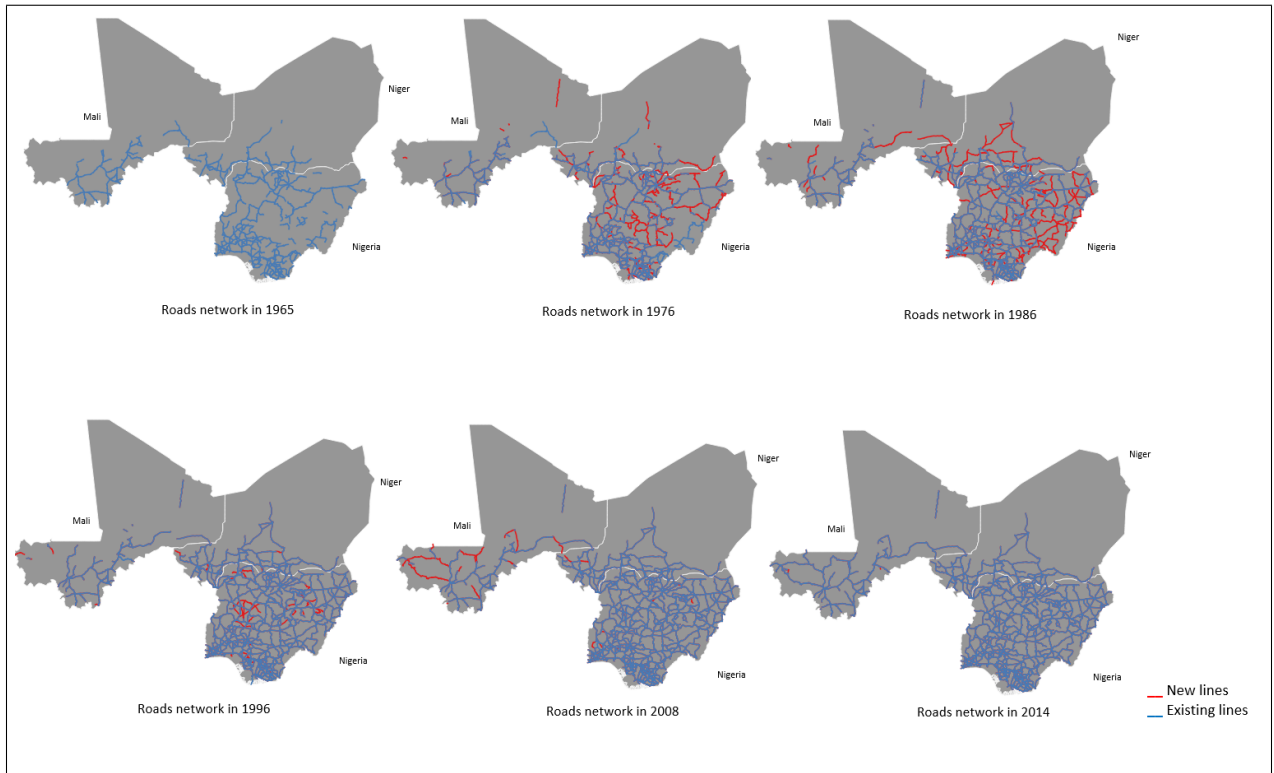 Mali
Niger
Nigeria
Roads network in 1965
Mali
Niger
Nigeria
Roads network in 1976
Mali
Niger
Nigeria
Roads network in 1986
Mali
Niger
Nigeria
Roads network in 1996
Mali
Niger
Nigeria
Roads network in 2008
Mali
Niger
Nigeria
Roads network in 2014
New lines
Existing lines